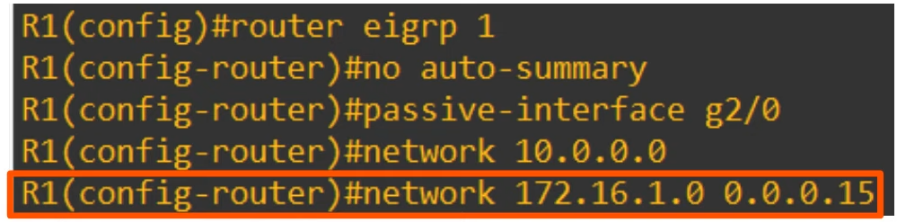 R1(config)#router eigrp 1
R1(config-router)#no auto-summary
R1(config-router)#passive-interface g2/0
R1(config-router)#network 10.0.0.0
R1(config-router)#network 172.16.1.0 0.0.0.15